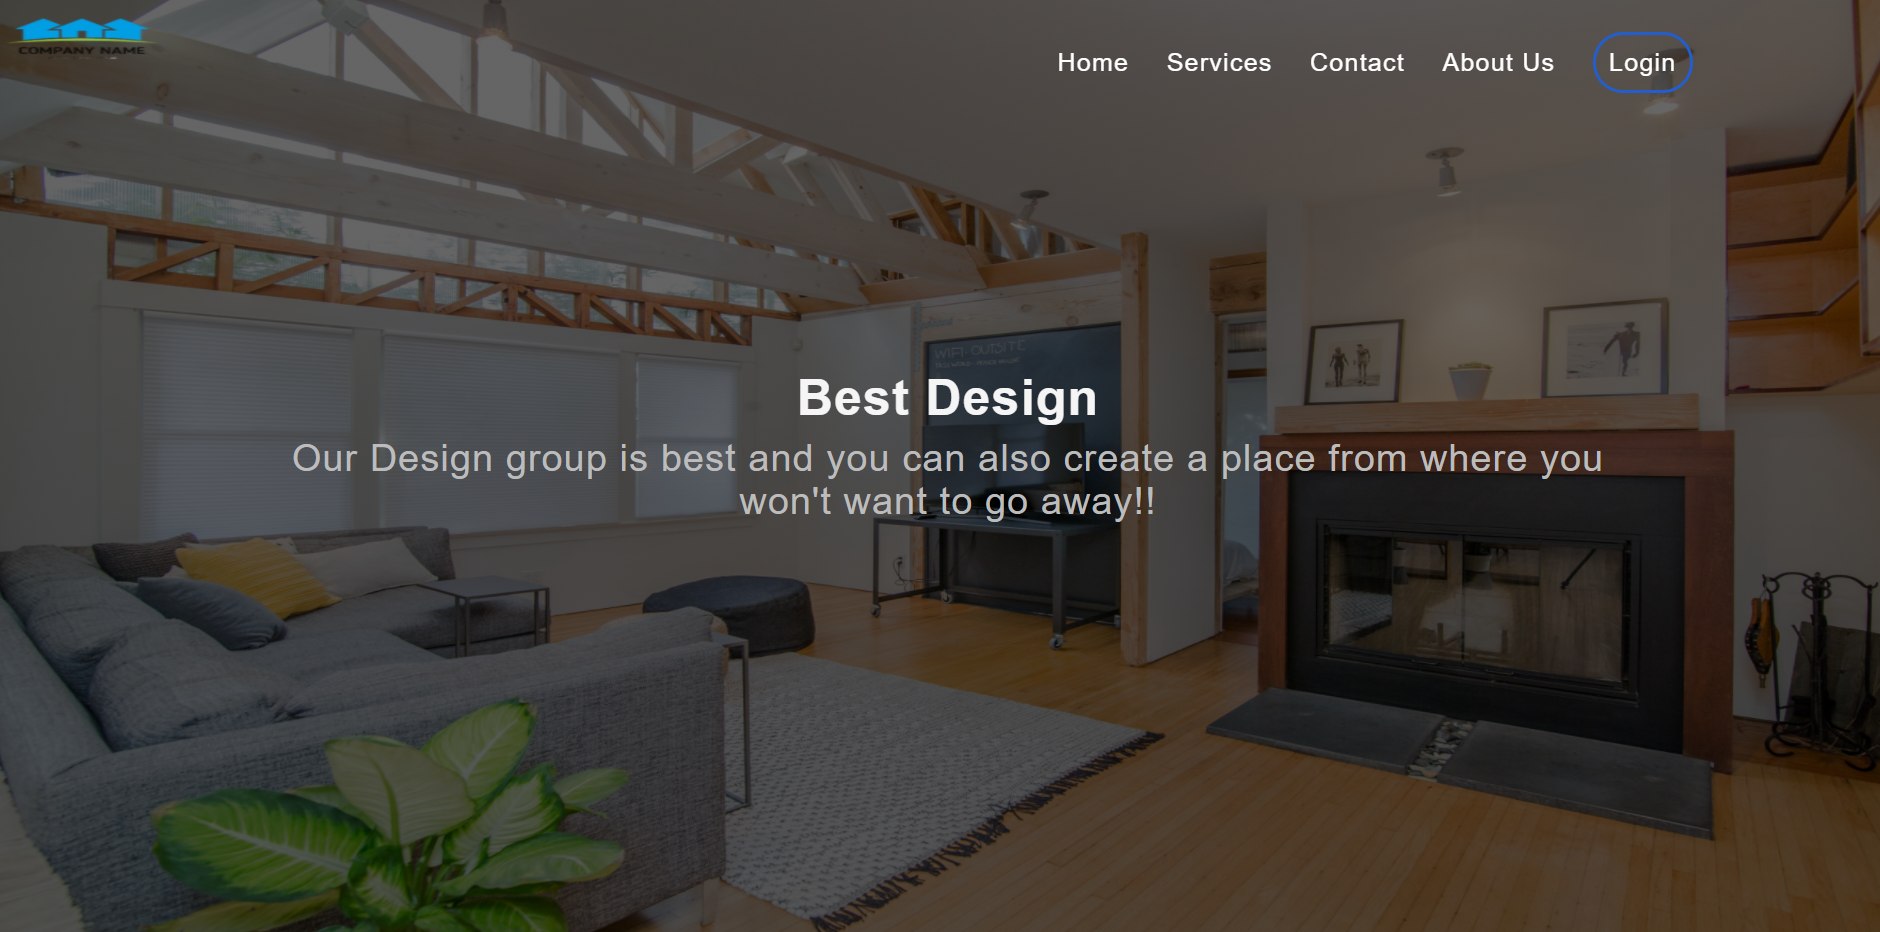 COMPANY NAME
Home Services Contact About Us Login
WIFI OUTSITE
Best Design
Our Design group is best and you can also create a place from where you
won't want to go away!!